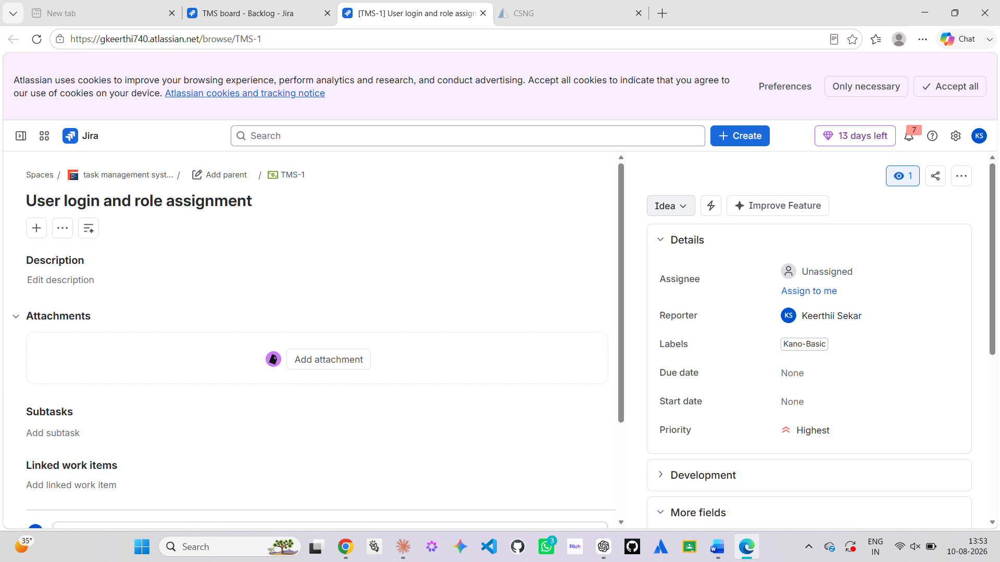 New tab
TMS board - Backlog - Jira
[TMS-1] User login and role assign
CSNG
https://gkeerthi740.atlassian.net/browse/TMS-1
Chat
Atlassian uses cookies to improve your browsing experience, perform analytics and research, and conduct advertising. Accept all cookies to indicate that you agree to
our use of cookies on your device. Atlassian cookies and tracking notice
Preferences
Only necessary
Accept all
Jira
Search
Create
13 days left
7
KS
Spaces / task management syst... / Add parent / TMS-1
1
User login and role assignment
Idea
Improve Feature
Description
Edit description
Attachments
Add attachment
Subtasks
Add subtask
Linked work items
Add linked work item
Details
Assignee
Unassigned
Assign to me
Reporter
KS Keerthii Sekar
Labels
Kano-Basic
Due date
None
Start date
None
Priority
Highest
Development
More fields
35°
Search
3
Pitch
ENG
IN
13:53
10-08-2026